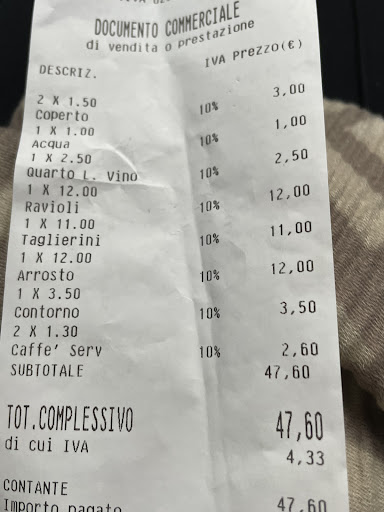 DOCUMENTO COMMERCIALE
di vendita o prestazione
DESCRIZ. IVA Prezzo(€)
2 X 1.50
Coperto 10% 3,00
1 X 1.00
Acqua 10% 1,00
1 X 2.50
Quarto L. Vino 10% 2,50
1 X 12.00
Ravioli 10% 12,00
1 X 11.00
Taglierini 10% 11,00
1 X 12.00
Arrosto 10% 12,00
1 X 3.50
Contorno 10% 3,50
2 X 1.30
Caffe' Serv 10% 2,60
SUBTOTALE 47,60
TOT.COMPLESSIVO 47,60
di cui IVA 4,33
CONTANTE
Importo pagato 47,60